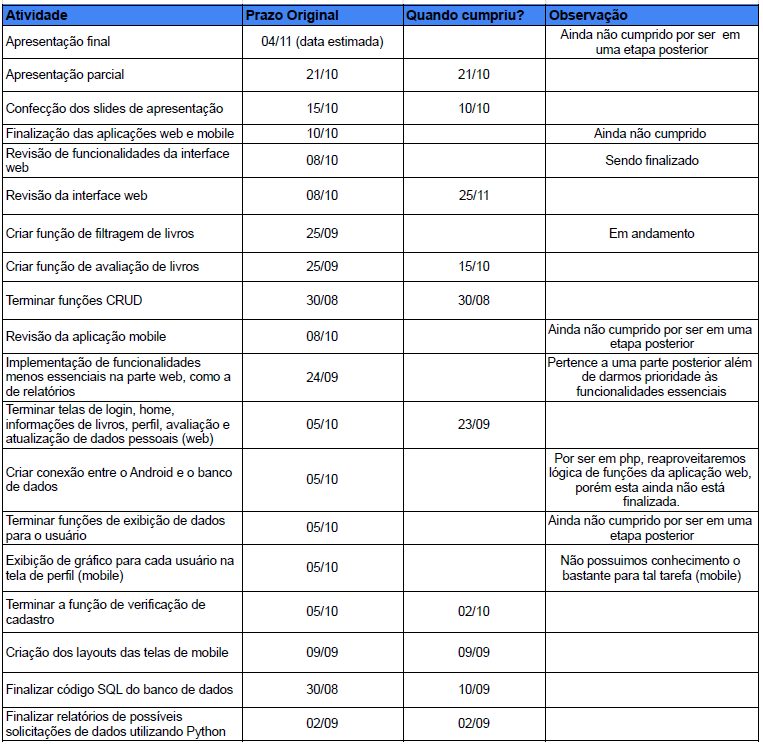 Atividade Prazo Original Quando cumpriu? Observação
Apresentação final 04/11 (data estimada) Ainda não cumprido por ser em
uma etapa posterior
Apresentação parcial 21/10 21/10
Confecção dos slides de apresentação 15/10 10/10
Finalização das aplicações web e mobile 10/10 Ainda não cumprido
Revisão de funcionalidades da interface
web 08/10 Sendo finalizado
Revisão da interface web 08/10 25/11
Criar função de filtragem de livros 25/09 Em andamento
Criar função de avaliação de livros 25/09 15/10
Terminar funções CRUD 30/08 30/08
Revisão da aplicação mobile 08/10 Ainda não cumprido por ser em uma
etapa posterior
Implementação de funcionalidades
menos essenciais na parte web, como a
de relatórios 24/09 Pertence a uma parte posterior além
de darmos prioridade às
funcionalidades essenciais
Terminar telas de login, home,
informações de livros, perfil, avaliação e
atualização de dados pessoais (web) 05/10 23/09
Criar conexão entre o Android e o banco
de dados 05/10 Por ser em php, reaproveitaremos
lógica de funções da aplicação web,
porém esta ainda não está
finalizada.
Terminar funções de exibição de dados
para o usuário 05/10 Ainda não cumprido por ser em uma
etapa posterior
Exibição de gráfico para cada usuário na
tela de perfil (mobile) 05/10 Não possuimos conhecimento o
bastante para tal tarefa (mobile)
Terminar a função de verificação de
cadastro 05/10 02/10
Criação dos layouts das telas de mobile 09/09 09/09
Finalizar código SQL do banco de dados 30/08 10/09
Finalizar relatórios de possíveis
solicitações de dados utilizando Python 02/09 02/09